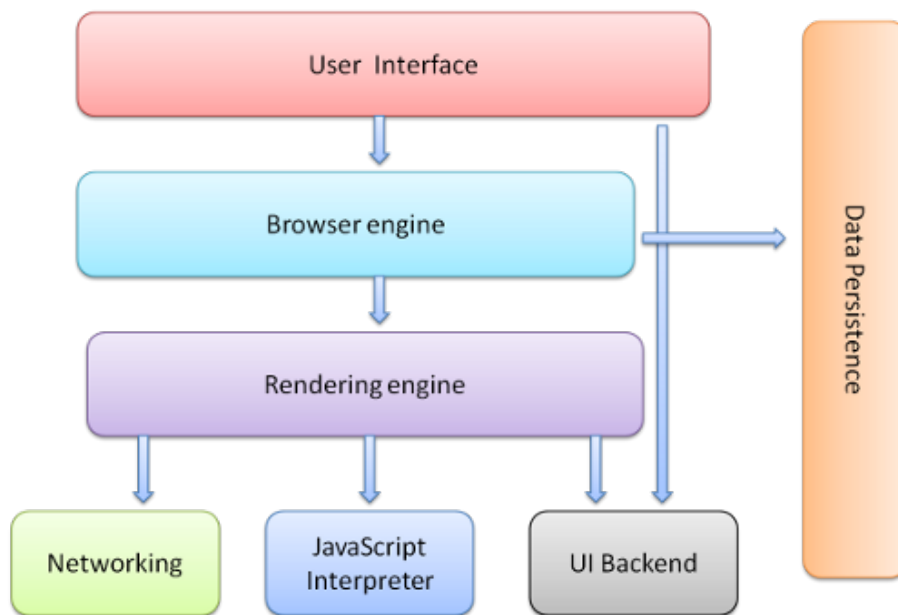 User Interface
Browser engine
Data Persistence
Rendering engine
Networking
JavaScript
Interpreter
UI Backend